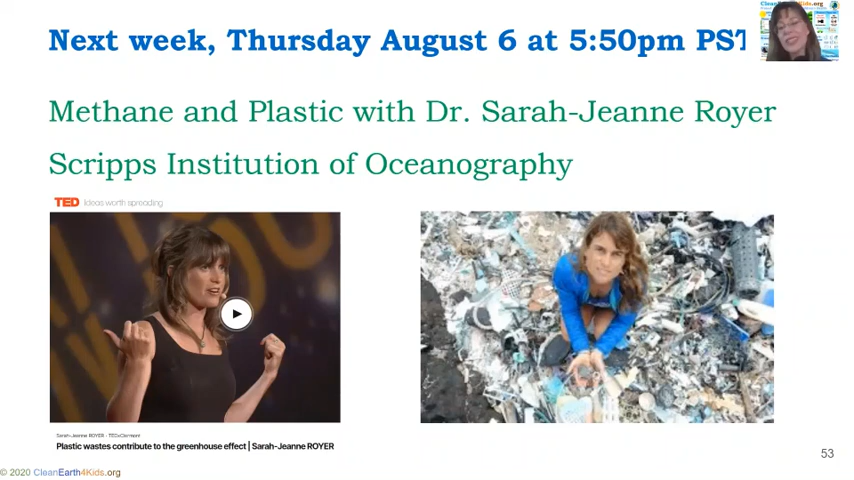 Next week, Thursday August 6 at 5:50pm PST
CleanEarth4Kids.org
Methane and Plastic with Dr. Sarah-Jeanne Royer
Scripps Institution of Oceanography
TED Ideas worth spreading
Sarah-Jeanne ROYER
Plastic wastes contribute to the greenhouse effect | Sarah-Jeanne ROYER
53
© 2020 CleanEarth4Kids.org